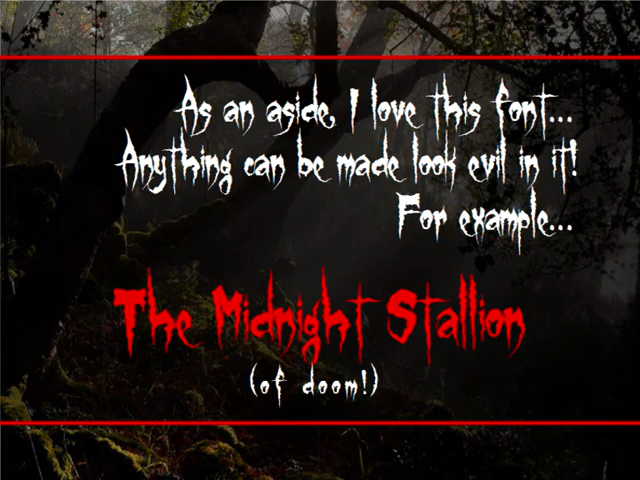 As an aside, I love this font...
Anything can be made look evil in it!
For example...
The Midnight Stallion
(of doom!)